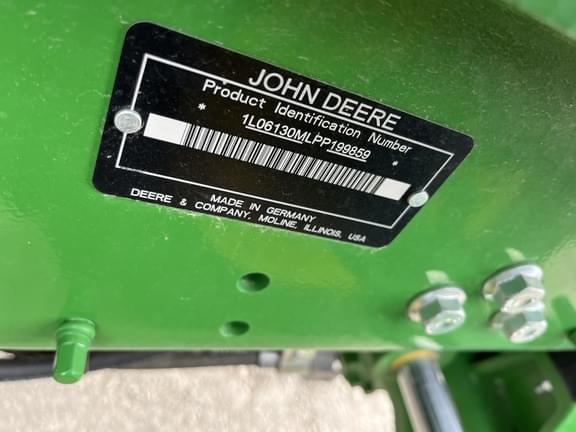 JOHN DEERE
Product Identification Number
* 1L06130MLPP199859 *
MADE IN GERMANY
DEERE & COMPANY, MOLINE, ILLINOIS, USA